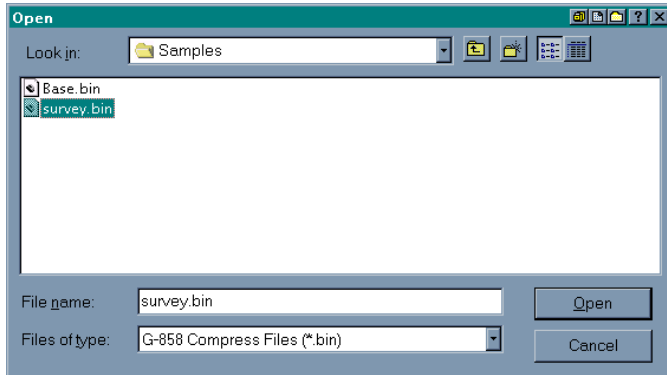 Open
Look in: Samples
Base.bin
survey.bin
File name: survey.bin Open
Files of type: G-858 Compress Files (*.bin) Cancel